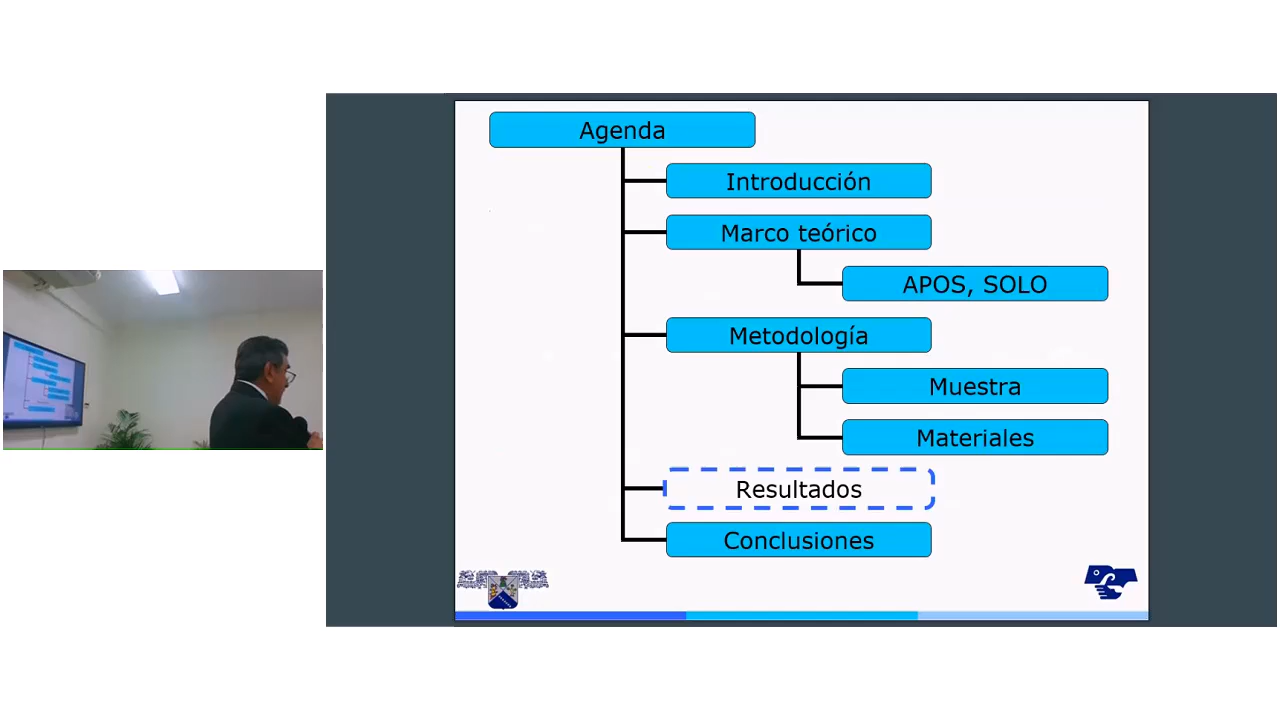 Agenda
Introducción
Marco teórico
APOS, SOLO
Metodología
Muestra
Materiales
Resultados
Conclusiones